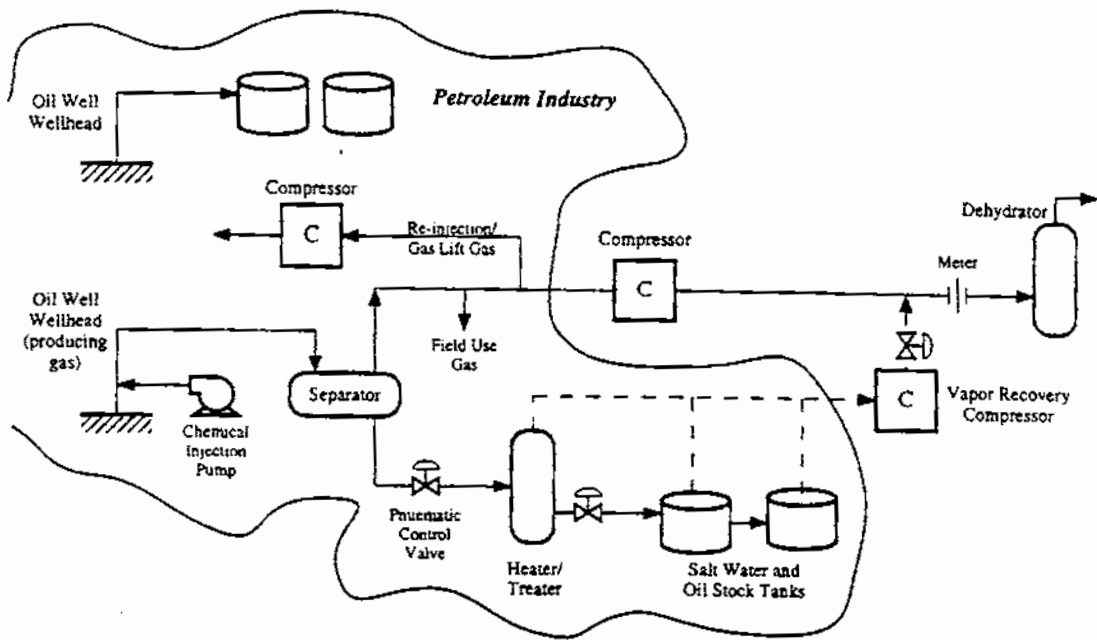 Oil Well
Wellhead
Petroleum Industry
Compressor
C
Re-injection/
Gas Lift Gas
Compressor
C
Dehydrator
Meter
Oil Well
Wellhead
(producing
gas)
Field Use
Gas
Separator
Chemical
Injection
Pump
C
Vapor Recovery
Compressor
Pnuematic
Control
Valve
Heater/
Treater
Salt Water and
Oil Stock Tanks